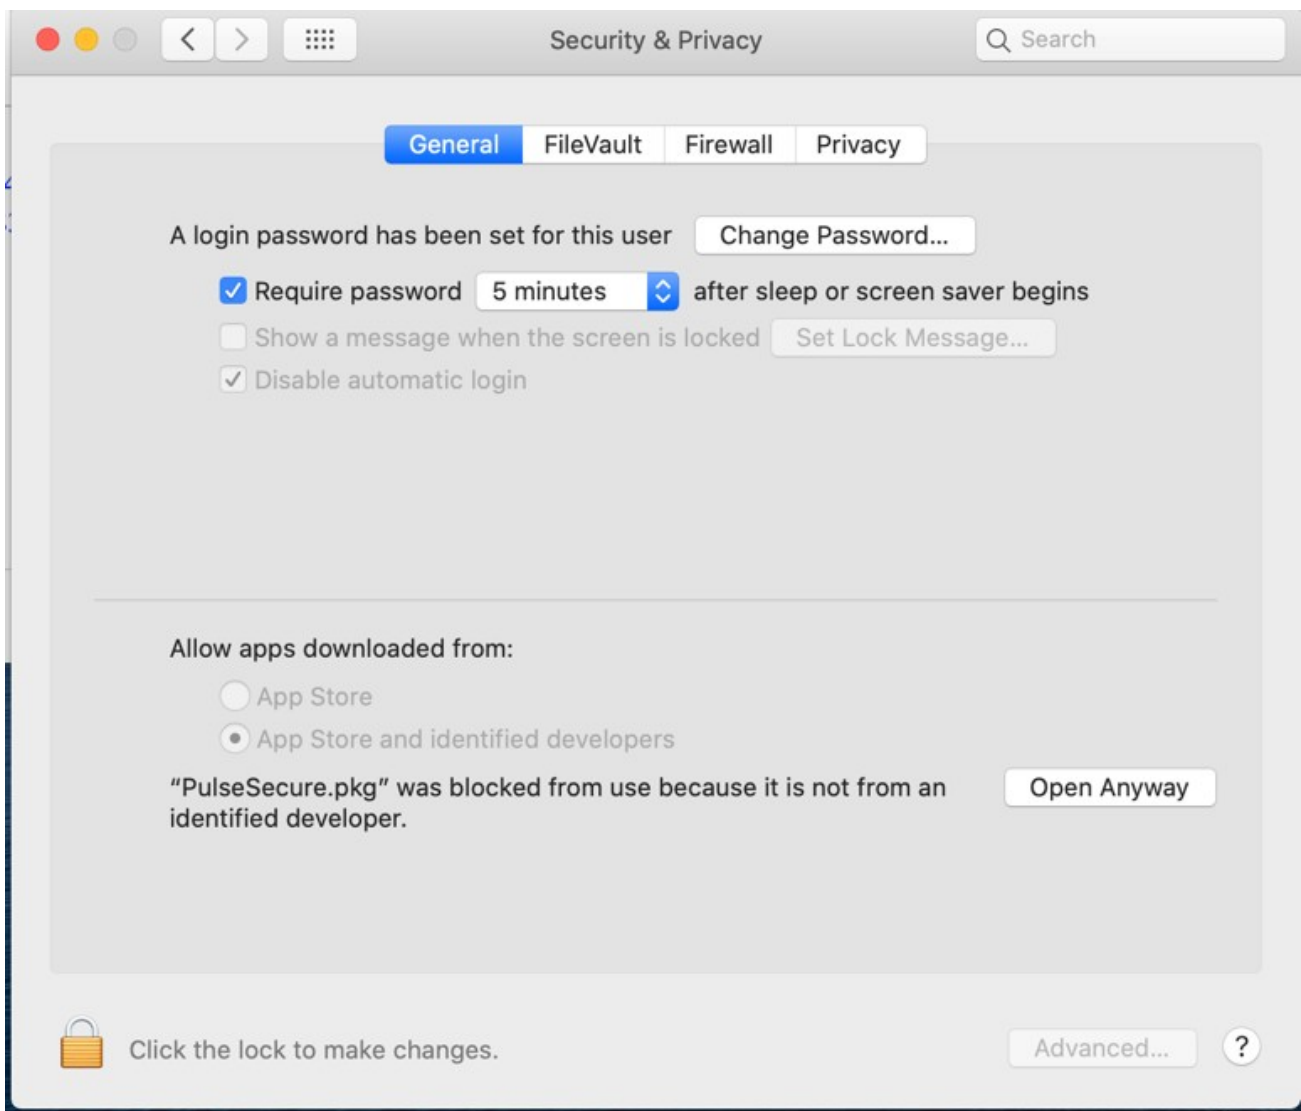 Security & Privacy
Search
General FileVault Firewall Privacy
A login password has been set for this user Change Password...
Require password 5 minutes after sleep or screen saver begins
Show a message when the screen is locked Set Lock Message...
Disable automatic login
Allow apps downloaded from:
App Store
App Store and identified developers
“PulseSecure.pkg” was blocked from use because it is not from an Open Anyway
identified developer.
Click the lock to make changes. Advanced... ?